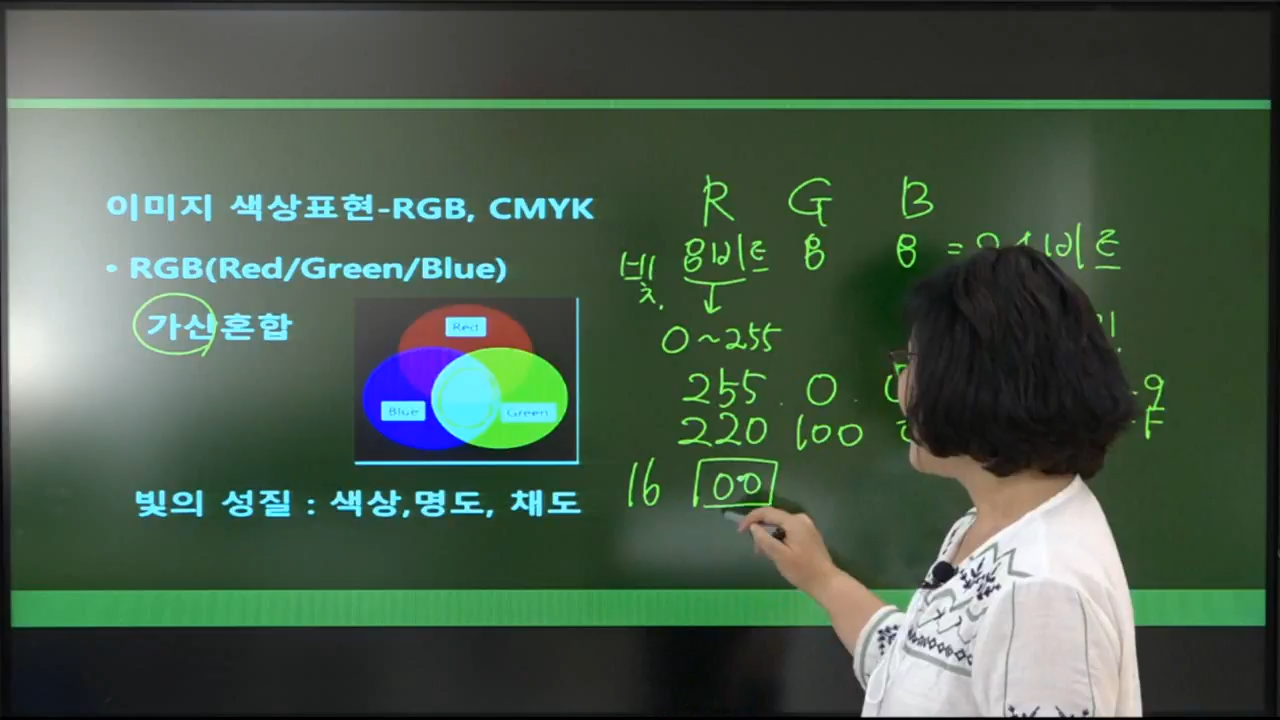 이미지 색상표현-RGB, CMYK
• RGB(Red/Green/Blue)
가산혼합
Red
Blue
Green
빛의 성질 : 색상,명도, 채도
R G B
빛 8비트 8 8 =
비트
0~255
255 . 0 .
220 100
16 00